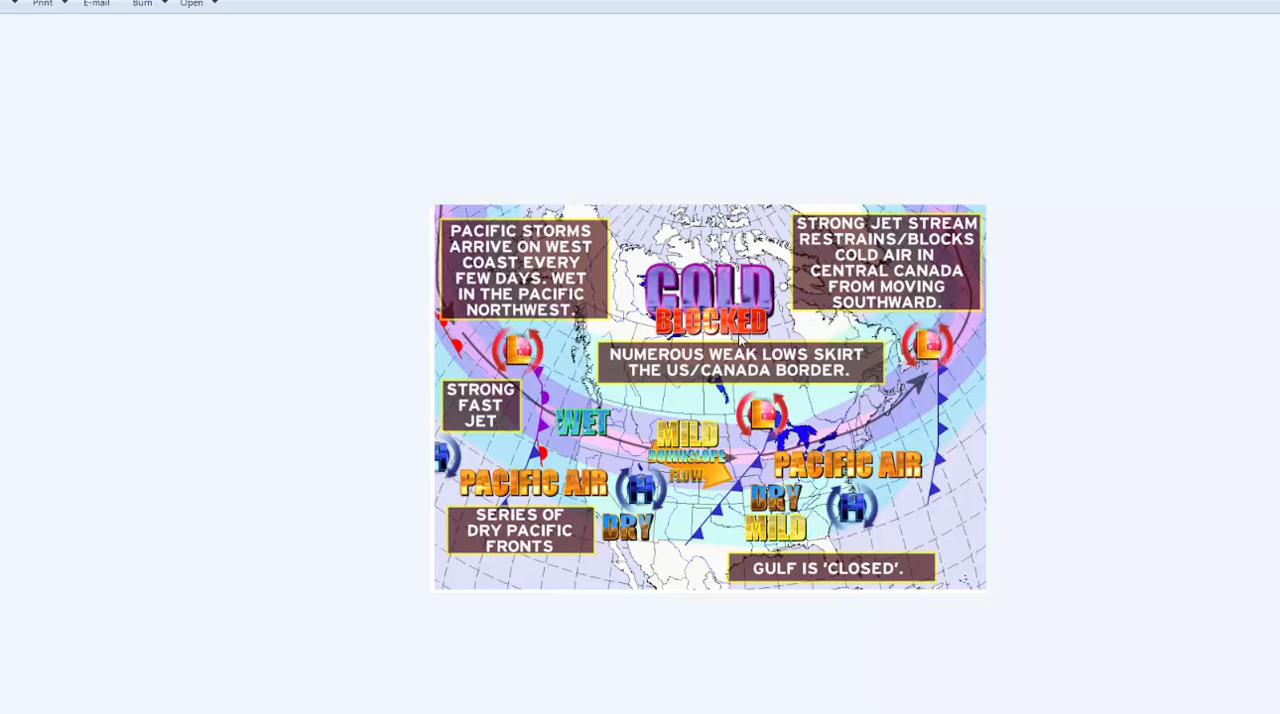 Print
E-mail
Burn
Open
PACIFIC STORMS
ARRIVE ON WEST
COAST EVERY
FEW DAYS. WET
IN THE PACIFIC
NORTHWEST.
STRONG JET STREAM
RESTRAINS/BLOCKS
COLD AIR IN
CENTRAL CANADA
FROM MOVING
SOUTHWARD.
COLD
BLOCKED
NUMEROUS WEAK LOWS SKIRT
THE US/CANADA BORDER.
L
L
STRONG
FAST
JET
WET
L
MILD
DOWNSLOPE
FLOW
H
PACIFIC AIR
H
PACIFIC AIR
DRY
MILD
H
SERIES OF
DRY PACIFIC
FRONTS
DRY
GULF IS 'CLOSED'.